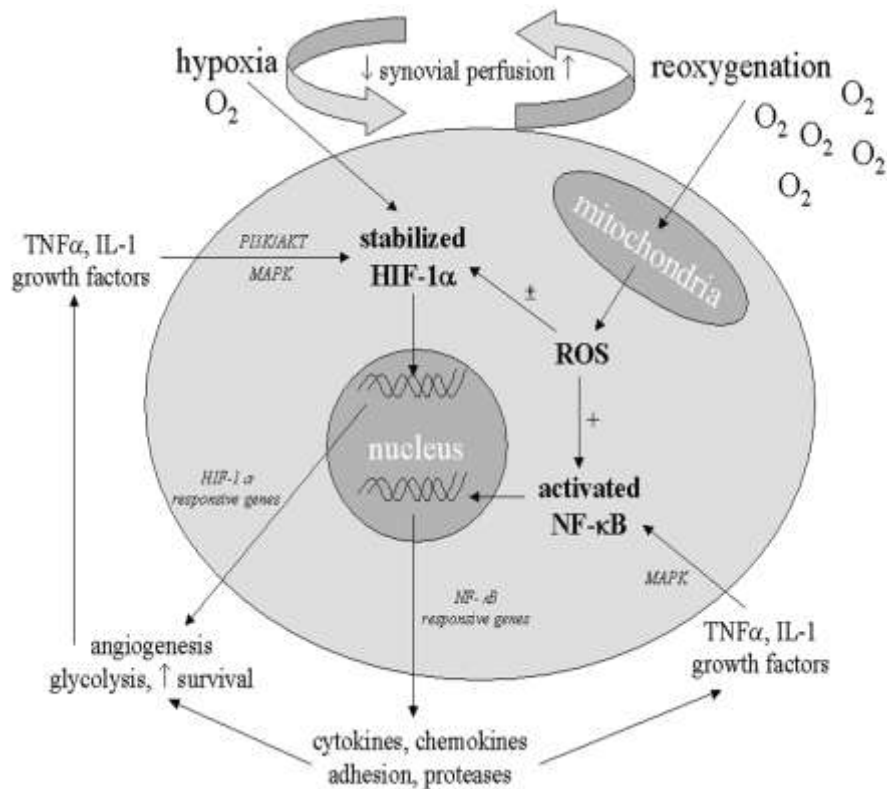 hypoxia
↓ synovial perfusion ↑
reoxygenation
O₂
O₂
O₂
O₂
O₂
O₂
mitochondria
TNFα, IL-1
growth factors
PI3K/AKT
MAPK
stabilized
HIF-1α
±
ROS
+
nucleus
activated
NF-κB
HIF-1α
responsive genes
MAPK
NF-κB
responsive genes
TNFα, IL-1
growth factors
angiogenesis
glycolysis, ↑ survival
cytokines, chemokines
adhesion, proteases